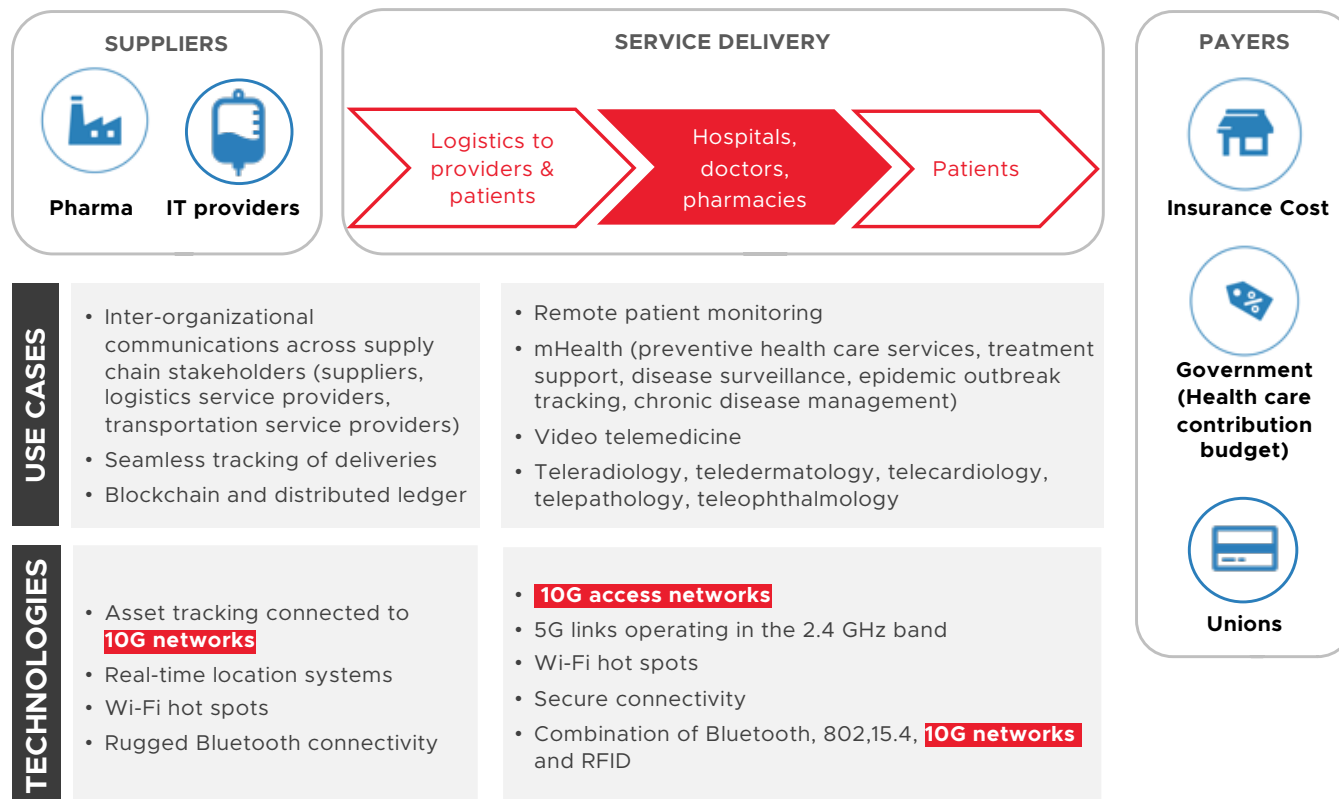 SUPPLIERS
Pharma
IT providers
SERVICE DELIVERY
Logistics to
providers &
patients
Hospitals,
doctors,
pharmacies
Patients
PAYERS
Insurance Cost
%
Government
(Health care
contribution
budget)
Unions
USE CASES
• Inter-organizational
communications across supply
chain stakeholders (suppliers,
logistics service providers,
transportation service providers)
• Seamless tracking of deliveries
• Blockchain and distributed ledger
• Remote patient monitoring
• mHealth (preventive health care services, treatment
support, disease surveillance, epidemic outbreak
tracking, chronic disease management)
• Video telemedicine
• Teleradiology, teledermatology, telecardiology,
telepathology, teleophthalmology
TECHNOLOGIES
• Asset tracking connected to
10G networks
• Real-time location systems
• Wi-Fi hot spots
• Rugged Bluetooth connectivity
• 10G access networks
• 5G links operating in the 2.4 GHz band
• Wi-Fi hot spots
• Secure connectivity
• Combination of Bluetooth, 802,15.4, 10G networks
and RFID